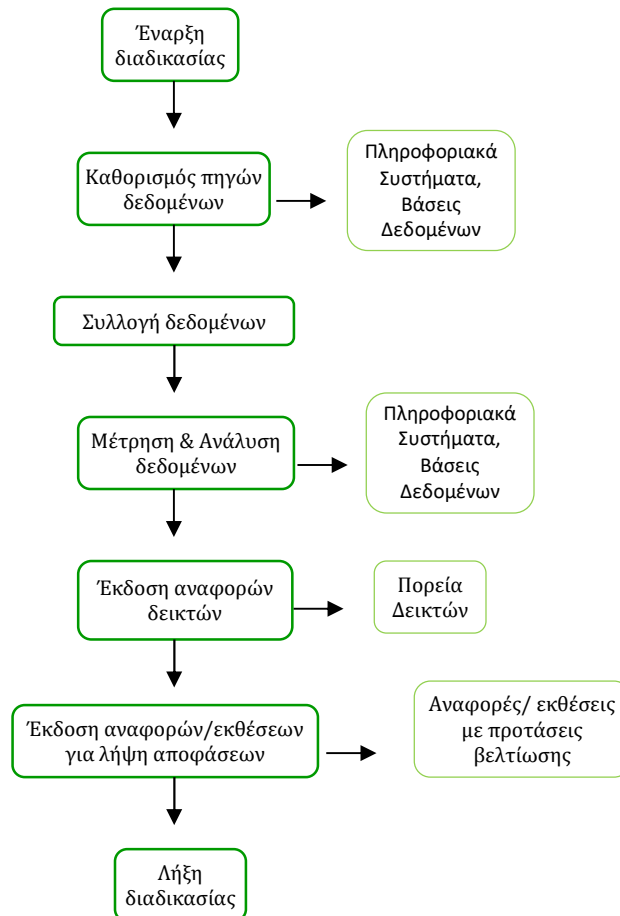 Έναρξη
διαδικασίας
Καθορισμός πηγών
δεδομένων
Πληροφοριακά
Συστήματα,
Βάσεις
Δεδομένων
Συλλογή δεδομένων
Μέτρηση & Ανάλυση
δεδομένων
Πληροφοριακά
Συστήματα,
Βάσεις
Δεδομένων
Έκδοση αναφορών
δεικτών
Πορεία
Δεικτών
Έκδοση αναφορών/εκθέσεων
για λήψη αποφάσεων
Αναφορές/ εκθέσεις
με προτάσεις
βελτίωσης
Λήξη
διαδικασίας